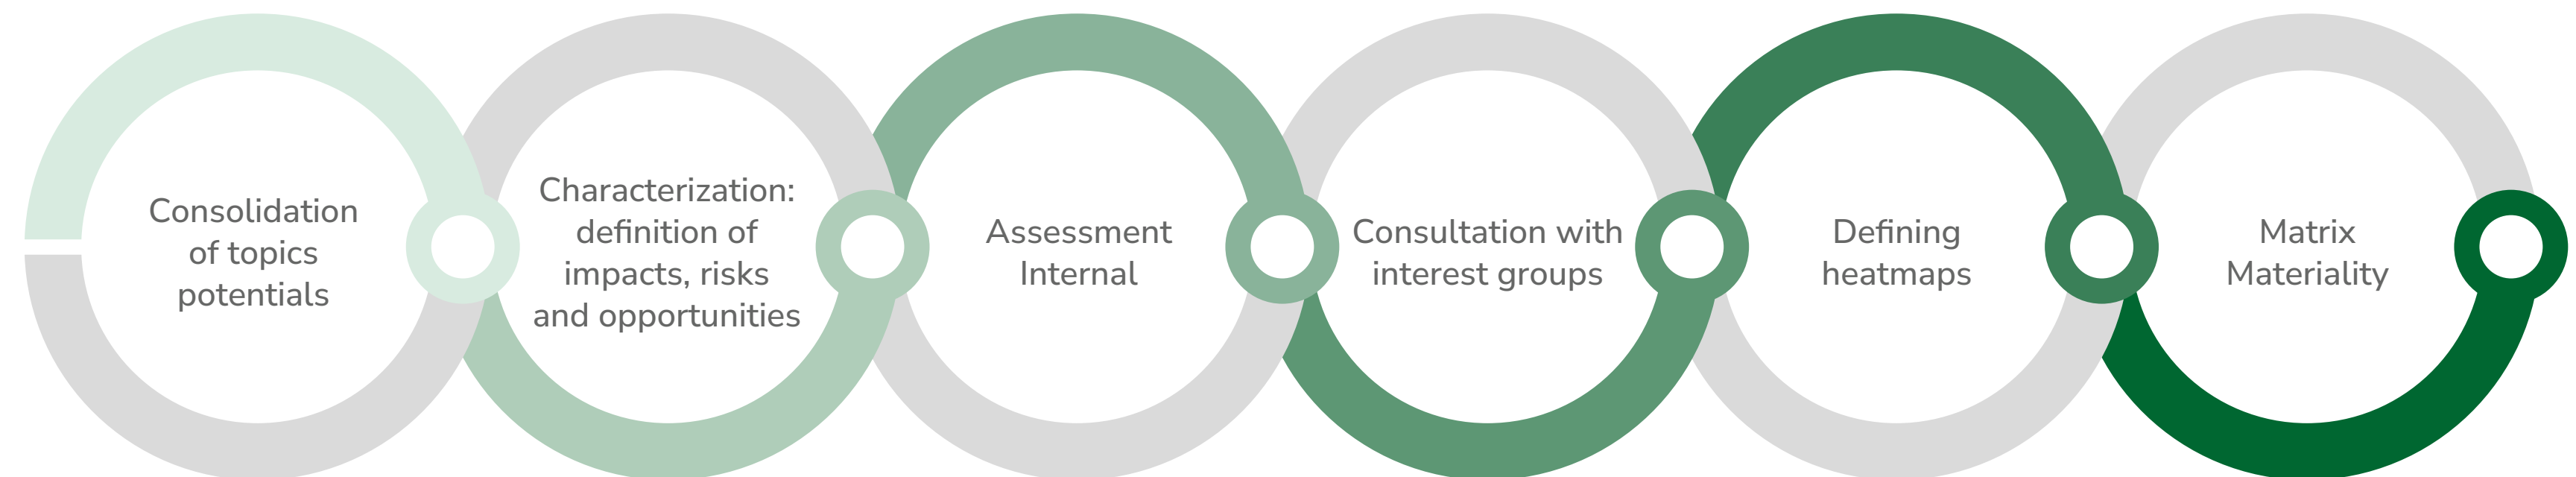 Consolidation
of topics
potentials
Characterization:
definition of
impacts, risks
and opportunities
Assessment
Internal
Consultation with
interest groups
Defining
heatmaps
Matrix
Materiality